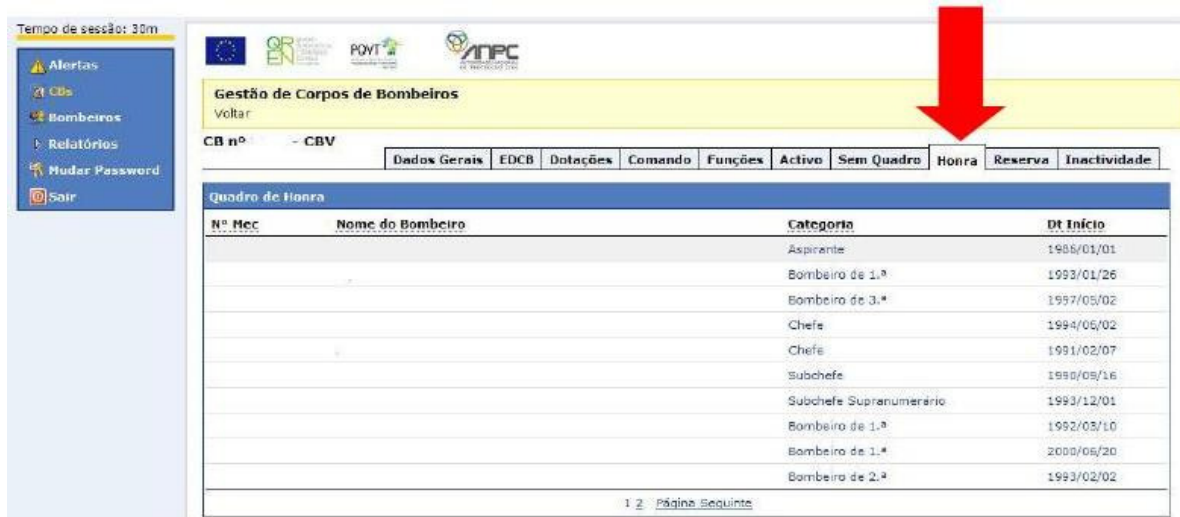 Tempo de sessão: 30m
Alertas
CBs
Bombeiros
Relatórios
Mudar Password
Sair
QREN
POVT
ANPC
Gestão de Corpos de Bombeiros
Voltar
CB nº - CBV
Dados Gerais EDCB Dotações Comando Funções Activo Sem Quadro Honra Reserva Inactividade
Quadro de Honra
Nº Mec Nome do Bombeiro Categoria Dt Início
Aspirante 1986/01/01
Bombeiro de 1.ª 1993/01/26
Bombeiro de 3.ª 1997/05/02
Chefe 1994/06/02
Chefe 1991/02/07
Subchefe 1990/09/16
Subchefe Supranumerário 1993/12/01
Bombeiro de 1.ª 1992/03/10
Bombeiro de 1.ª 2000/06/20
Bombeiro de 2.ª 1993/02/02
1 2 Página Seguinte